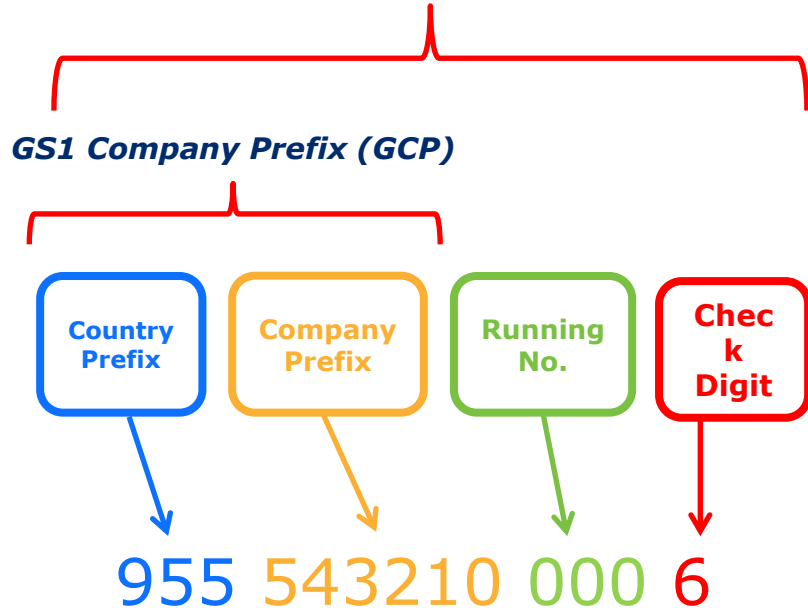 GS1 Company Prefix (GCP)
Country
Prefix
Company
Prefix
Running
No.
Chec
k
Digit
955 543210 000 6